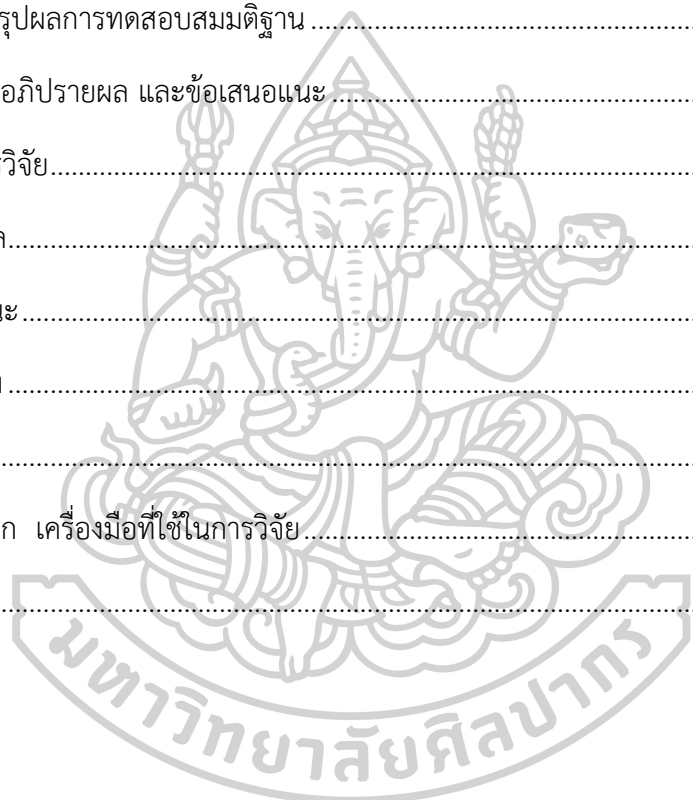 รุปผลการทดสอบสมมติฐาน ................................................
อภิปรายผล และข้อเสนอแนะ ................................................
รวิจัย................................................................................
ล....................................................................................
นะ..................................................................................
ม ..................................................................................
......................................................................................
ก เครื่องมือที่ใช้ในการวิจัย ................................................
......................................................................................
มหาวิทยาลัยศิลปากร